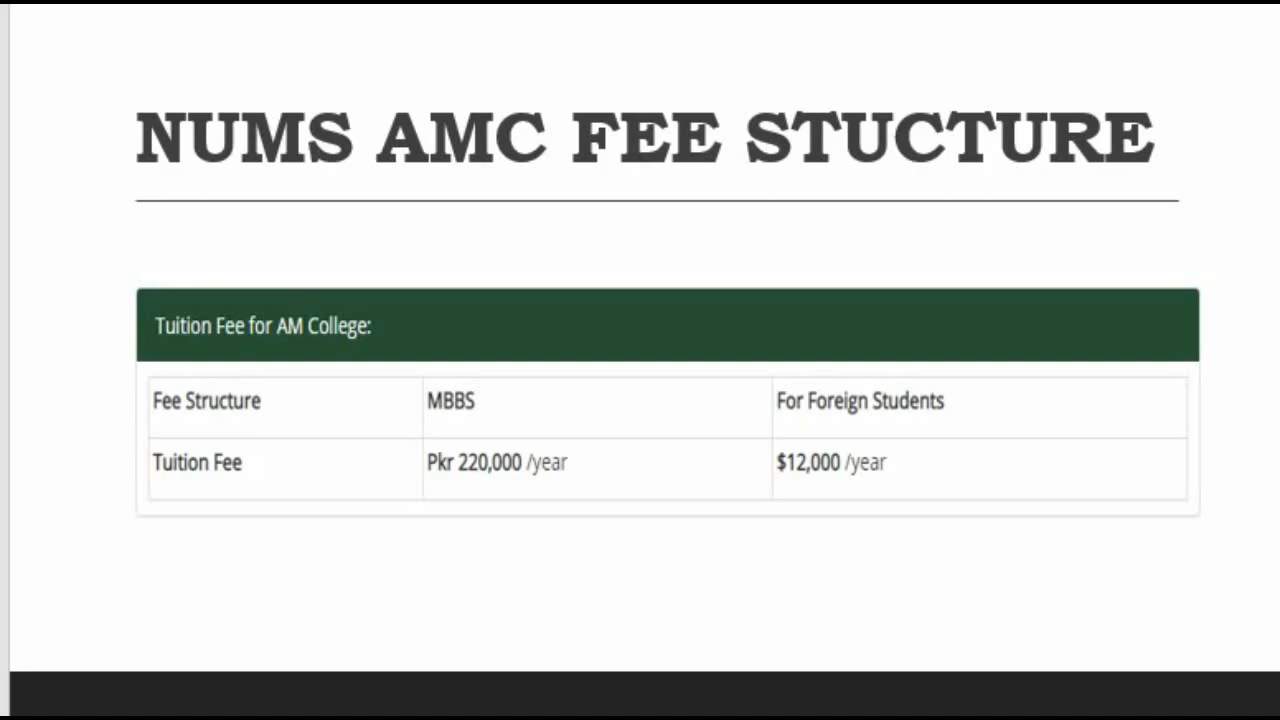 NUMS AMC FEE STUCTURE
Tuition Fee for AM College:
Fee Structure MBBS For Foreign Students
Tuition Fee Pkr 220,000 /year $12,000 /year